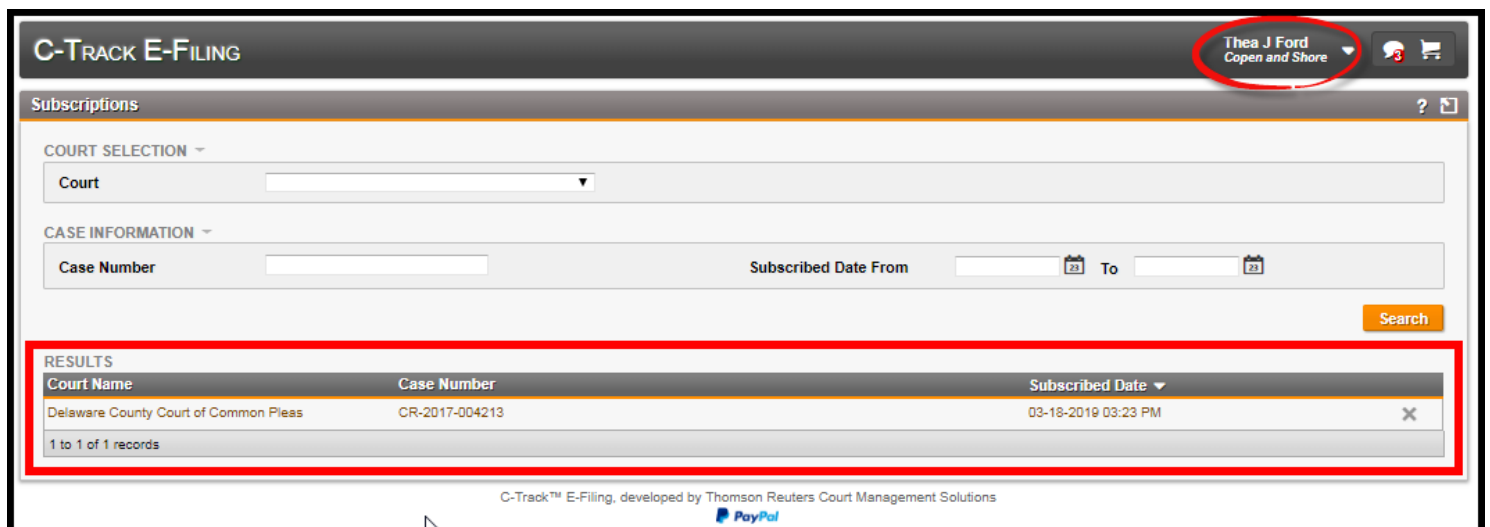 C-TRACK E-FILING
Thea J Ford
Copen and Shore
3
Subscriptions ?
COURT SELECTION
Court
CASE INFORMATION
Case Number Subscribed Date From 23 To 23
Search
RESULTS
Court Name Case Number Subscribed Date
Delaware County Court of Common Pleas CR-2017-004213 03-18-2019 03:23 PM
1 to 1 of 1 records
C-Track™ E-Filing, developed by Thomson Reuters Court Management Solutions
PayPal